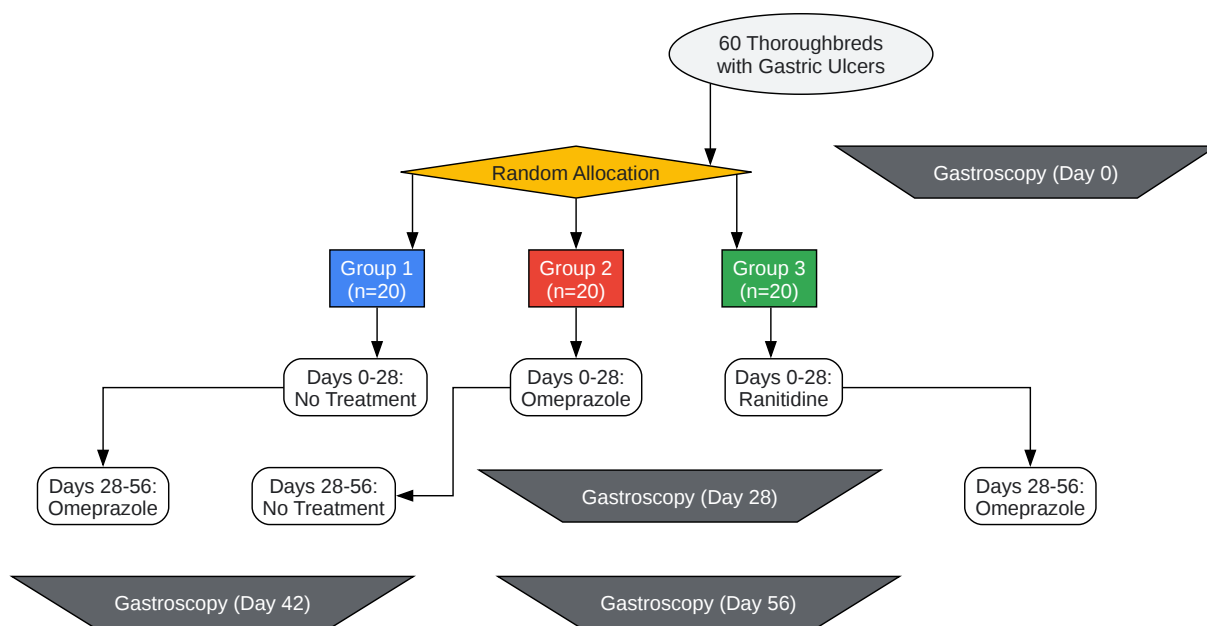 60 Thoroughbreds
with Gastric Ulcers
Random Allocation
Gastroscopy (Day 0)
Group 1
(n=20)
Group 2
(n=20)
Group 3
(n=20)
Days 0-28:
No Treatment
Days 0-28:
Omeprazole
Days 0-28:
Ranitidine
Days 28-56:
Omeprazole
Days 28-56:
No Treatment
Gastroscopy (Day 28)
Days 28-56:
Omeprazole
Gastroscopy (Day 42)
Gastroscopy (Day 56)